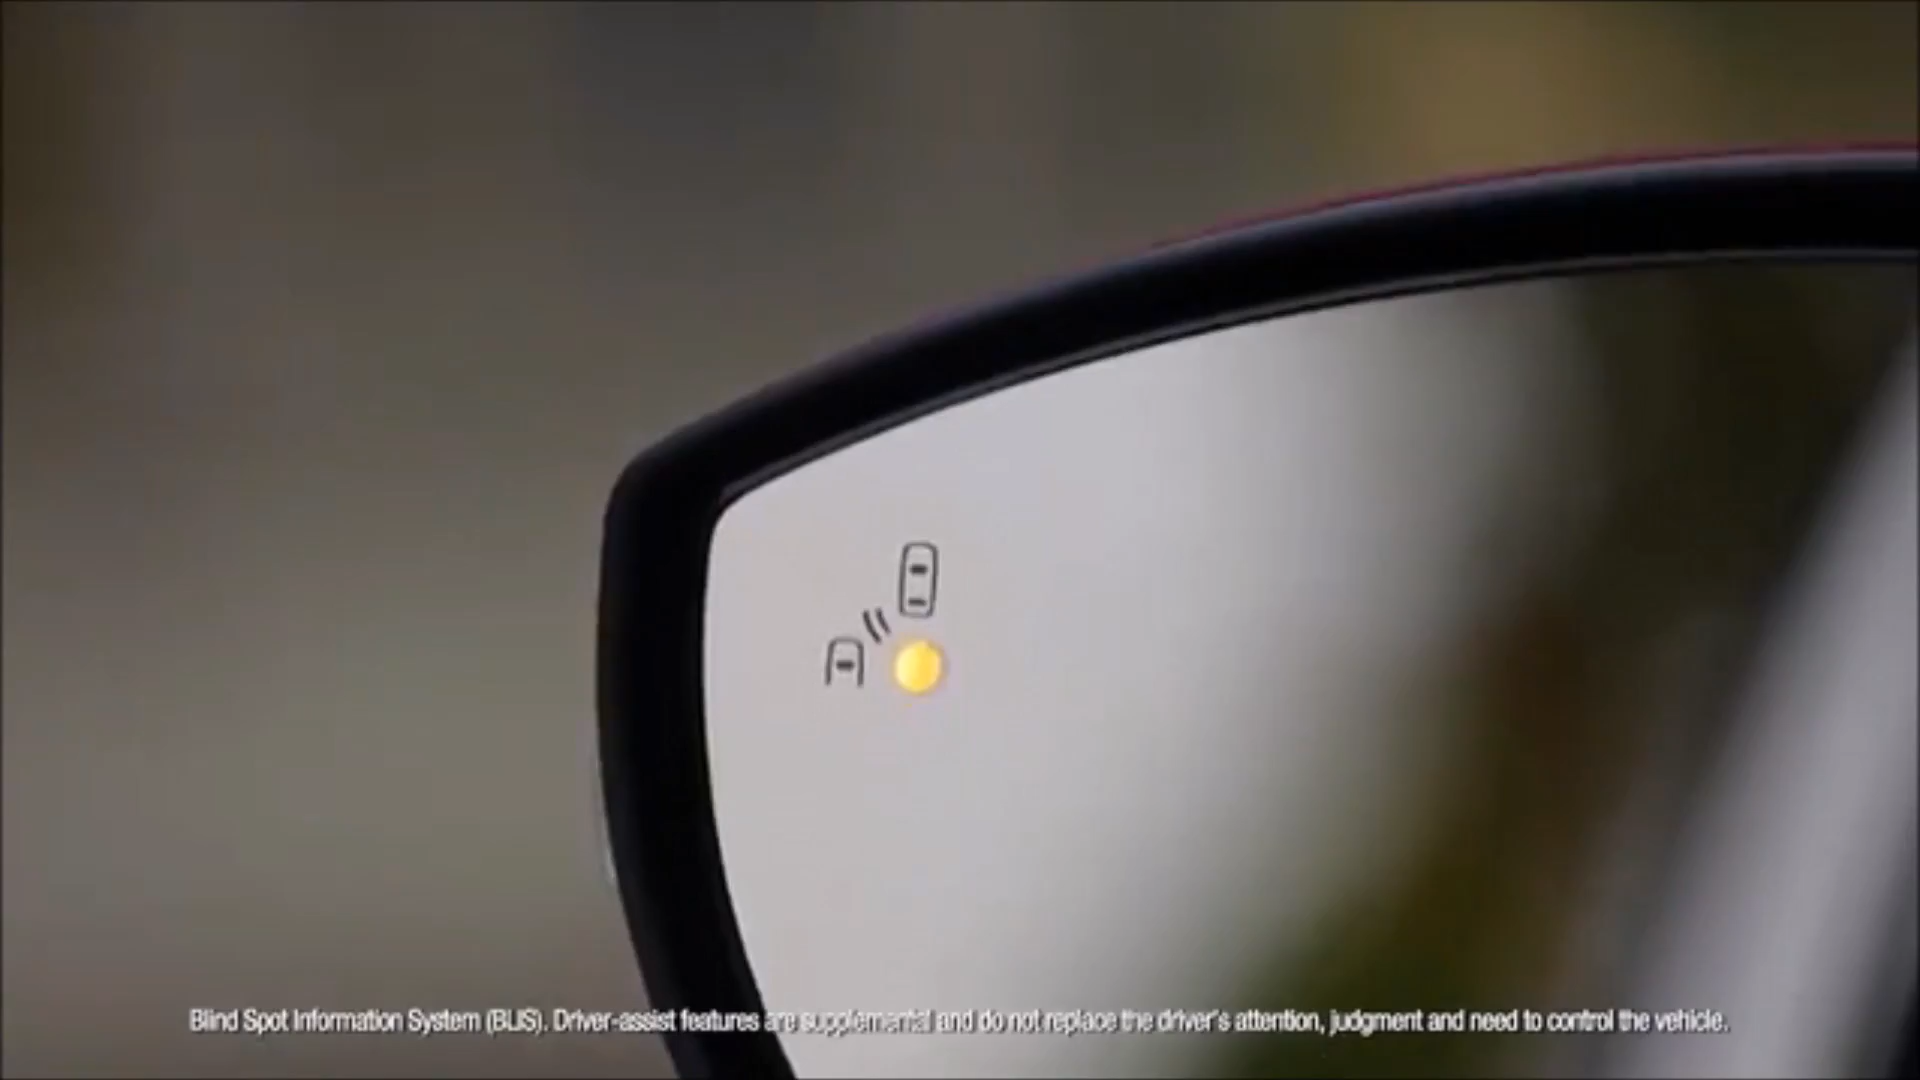 Blind Spot Information System (BLIS). Driver-assist features are supplemental and do not replace the driver's attention, judgment and need to control the vehicle.